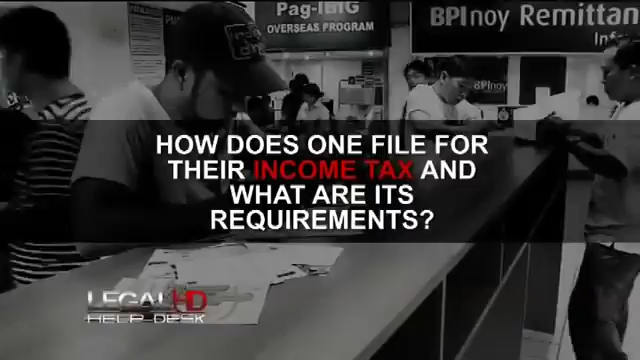 Pag-IBIG
OVERSEAS PROGRAM
BPInoy Remittan
BPInoy
HOW DOES ONE FILE FOR
THEIR INCOME TAX AND
WHAT ARE ITS
REQUIREMENTS?
LEGAL HD
HELP DESK